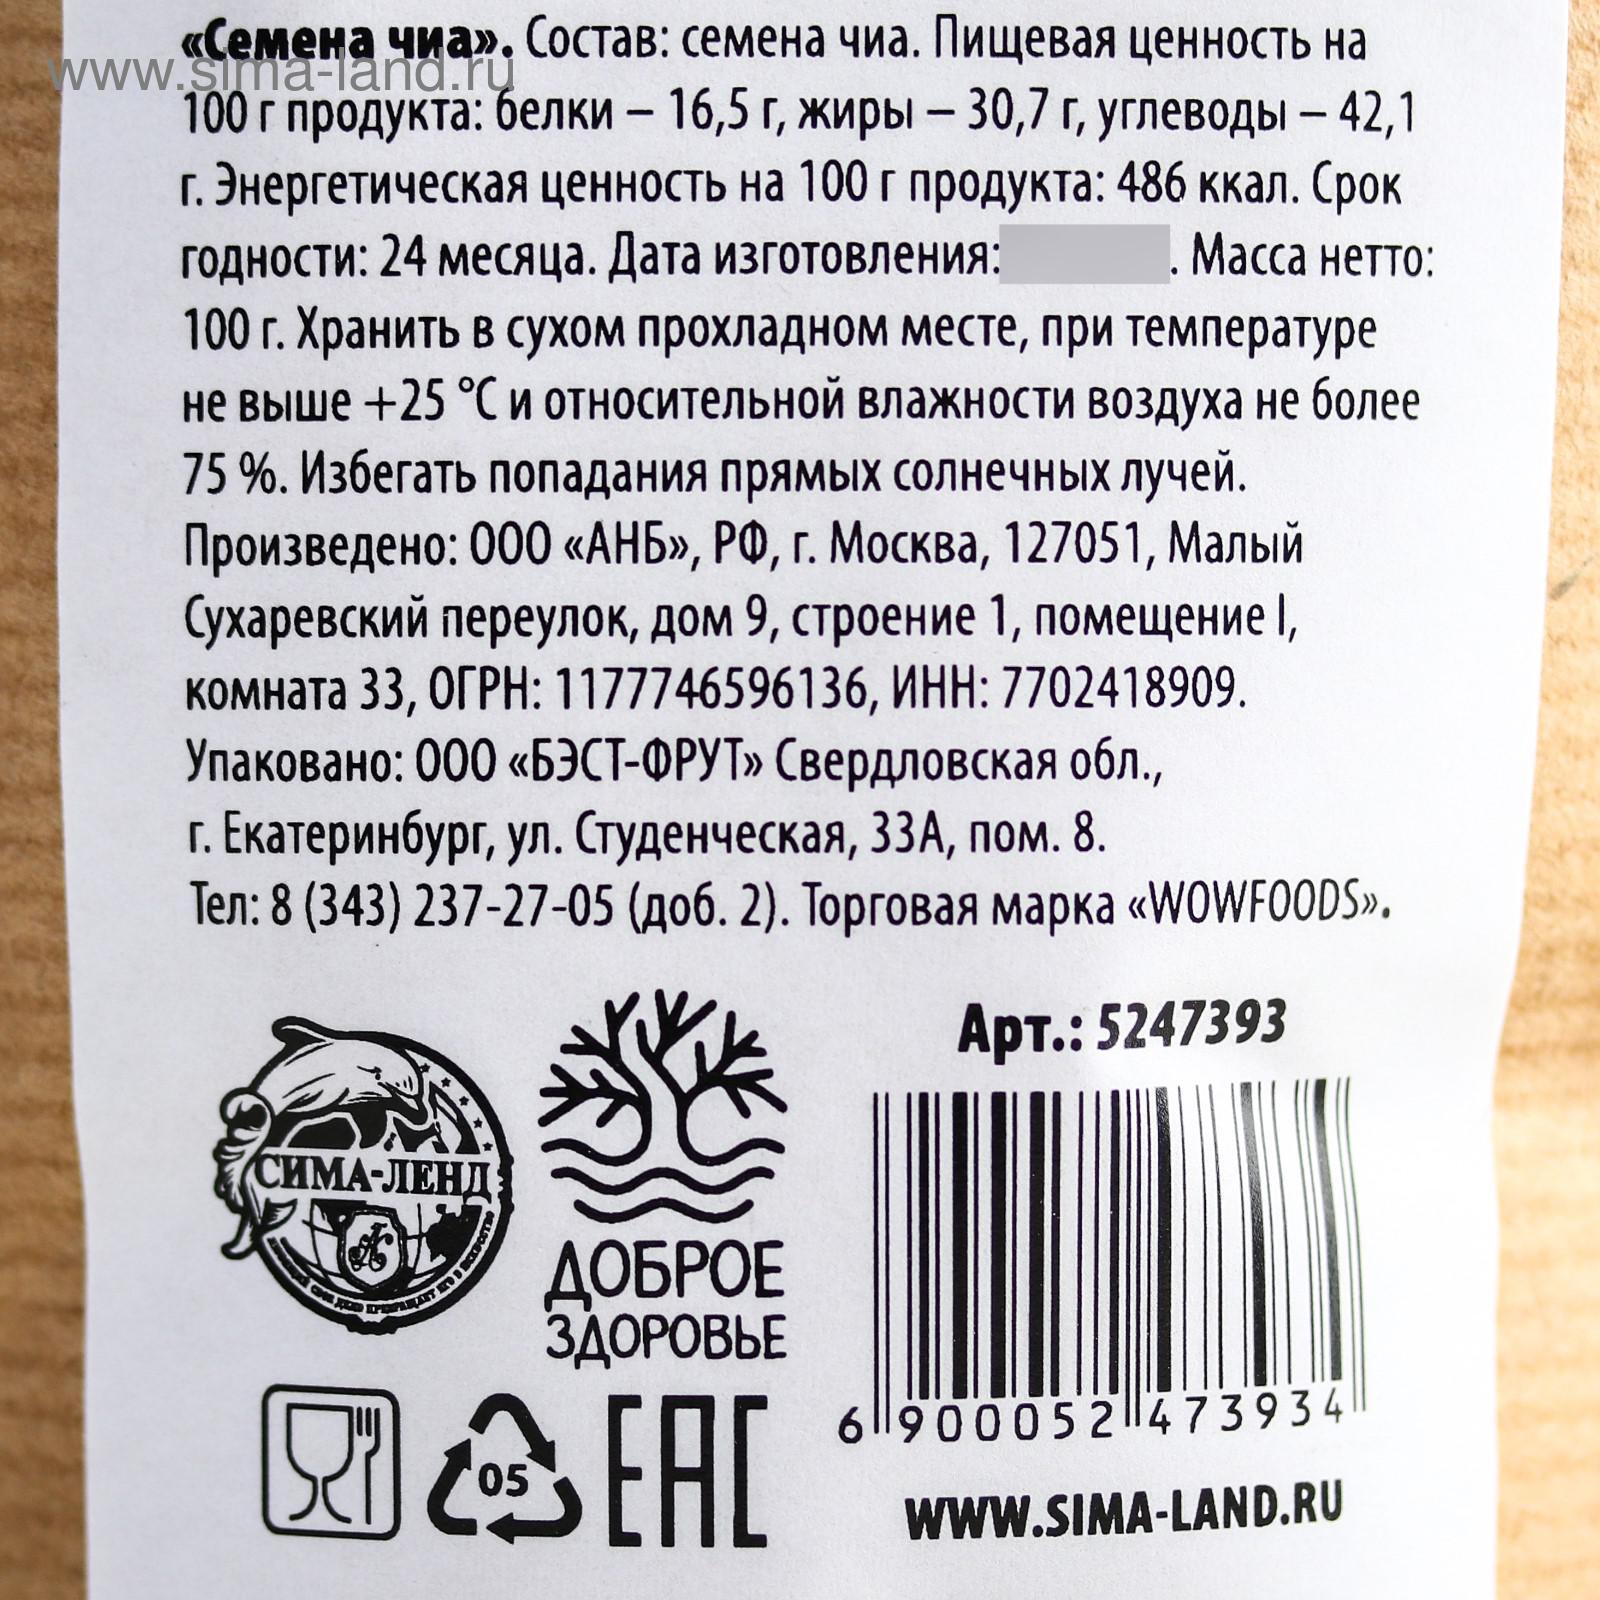 «Семена чиа». Состав: семена чиа. Пищевая ценность на
www.sima-land.ru
100 г продукта: белки – 16,5 г, жиры – 30,7 г, углеводы – 42,1
г. Энергетическая ценность на 100 г продукта: 486 ккал. Срок
годности: 24 месяца. Дата изготовления: . Масса нетто:
100 г. Хранить в сухом прохладном месте, при температуре
не выше +25 °C и относительной влажности воздуха не более
75 %. Избегать попадания прямых солнечных лучей.
Произведено: ООО «АНБ», РФ, г. Москва, 127051, Малый
Сухаревский переулок, дом 9, строение 1, помещение I,
комната 33, ОГРН: 1177746596136, ИНН: 7702418909.
Упаковано: ООО «БЭСТ-ФРУТ» Свердловская обл.,
г. Екатеринбург, ул. Студенческая, 33А, пом. 8.
Тел: 8 (343) 237-27-05 (доб. 2). Торговая марка «WOWFOODS».
СИМА-ЛЕНД
ДОБРОЕ
ЗДОРОВЬЕ
05
EAC
Арт.: 5247393
6 900052 473934
WWW.SIMA-LAND.RU